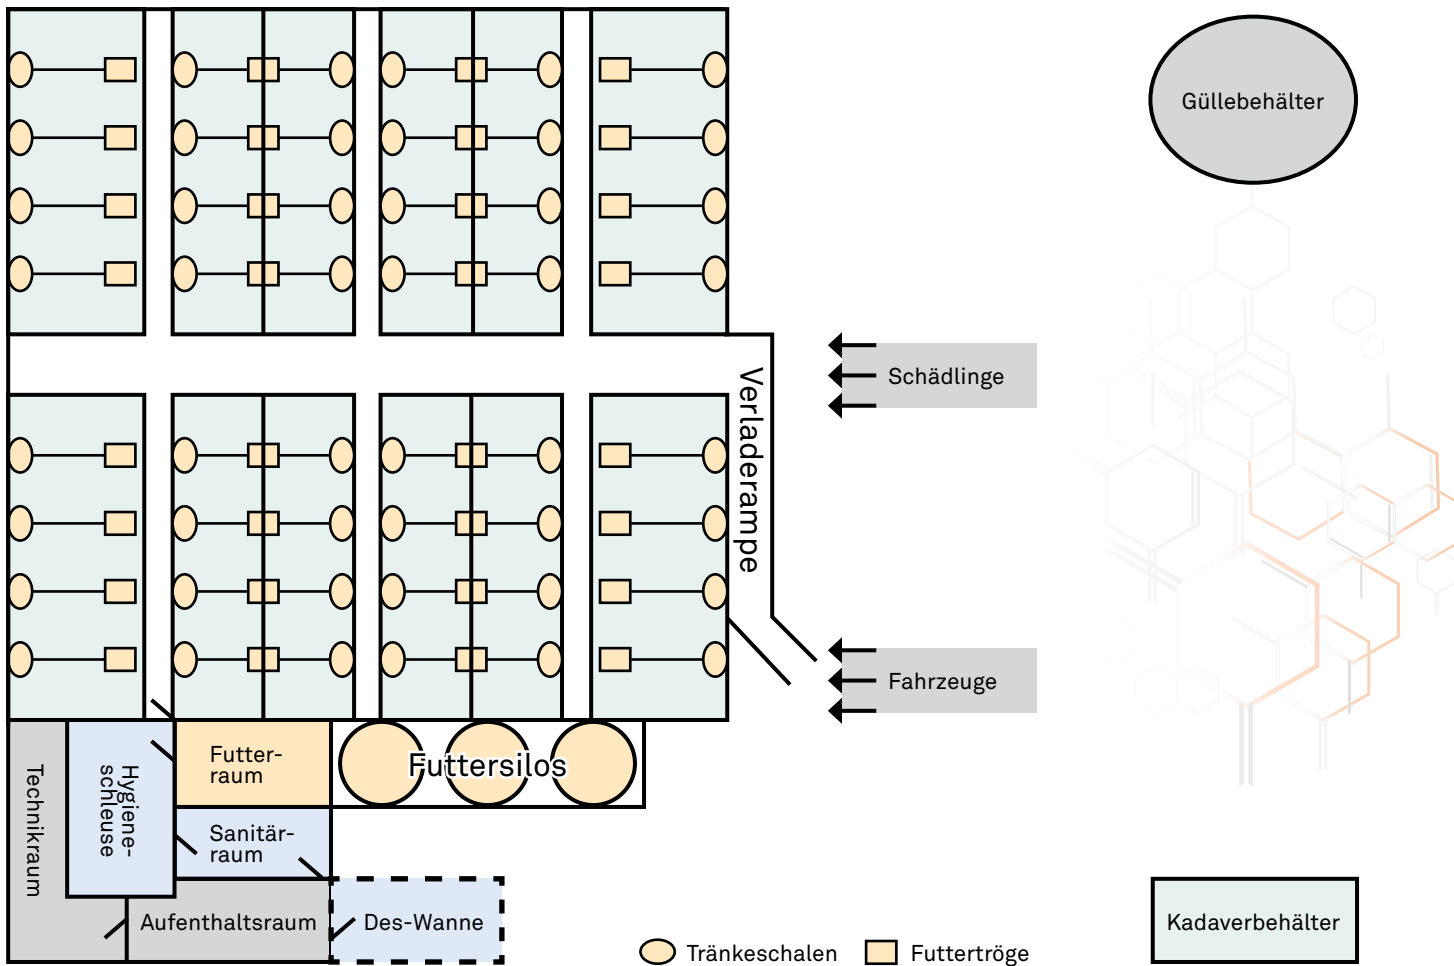 Güllebehälter
Schädlinge
Verladerampe
Fahrzeuge
Technikraum
Hygiene-
schleuse
Futter-
raum
Futtersilos
Sanitär-
raum
Aufenthaltsraum
Des-Wanne
Kadaverbehälter
Tränkeschalen
Futtertröge